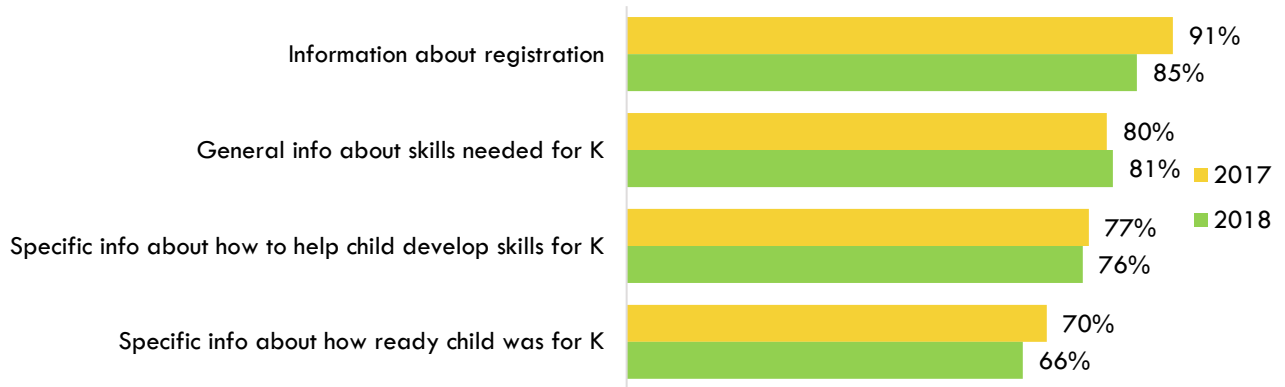 Information about registration
91%
85%
General info about skills needed for K
80%
81%
Specific info about how to help child develop skills for K
77%
76%
Specific info about how ready child was for K
70%
66%
2017
2018